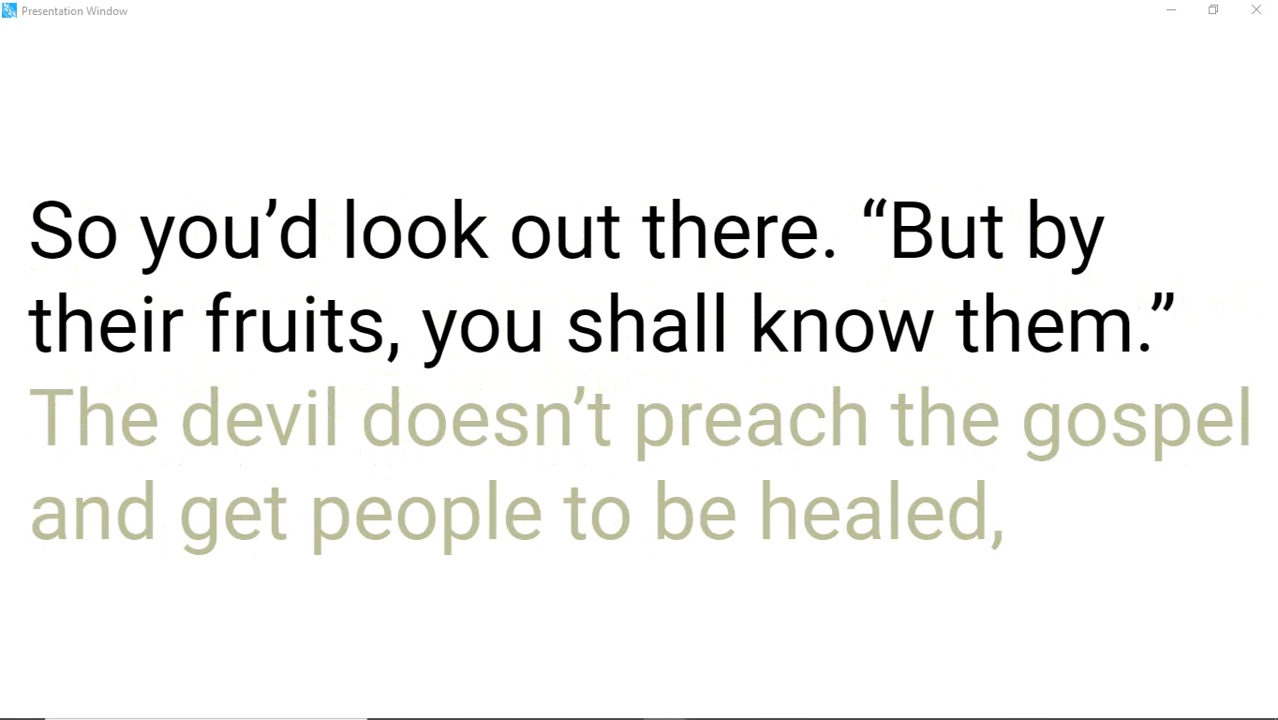 Presentation Window
So you’d look out there. “But by
their fruits, you shall know them.”
The devil doesn’t preach the gospel
and get people to be healed,